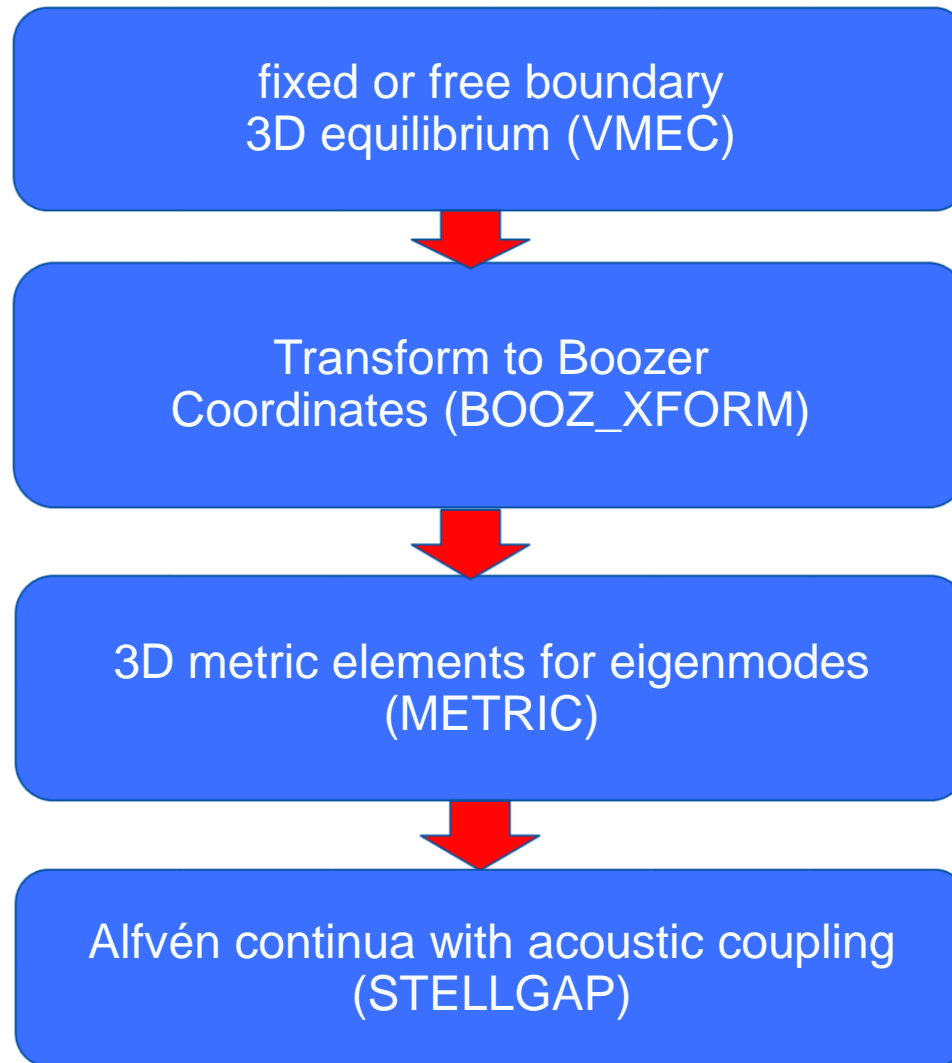 fixed or free boundary
3D equilibrium (VMEC)
Transform to Boozer
Coordinates (BOOZ_XFORM)
3D metric elements for eigenmodes
(METRIC)
Alfvén continua with acoustic coupling
(STELLGAP)